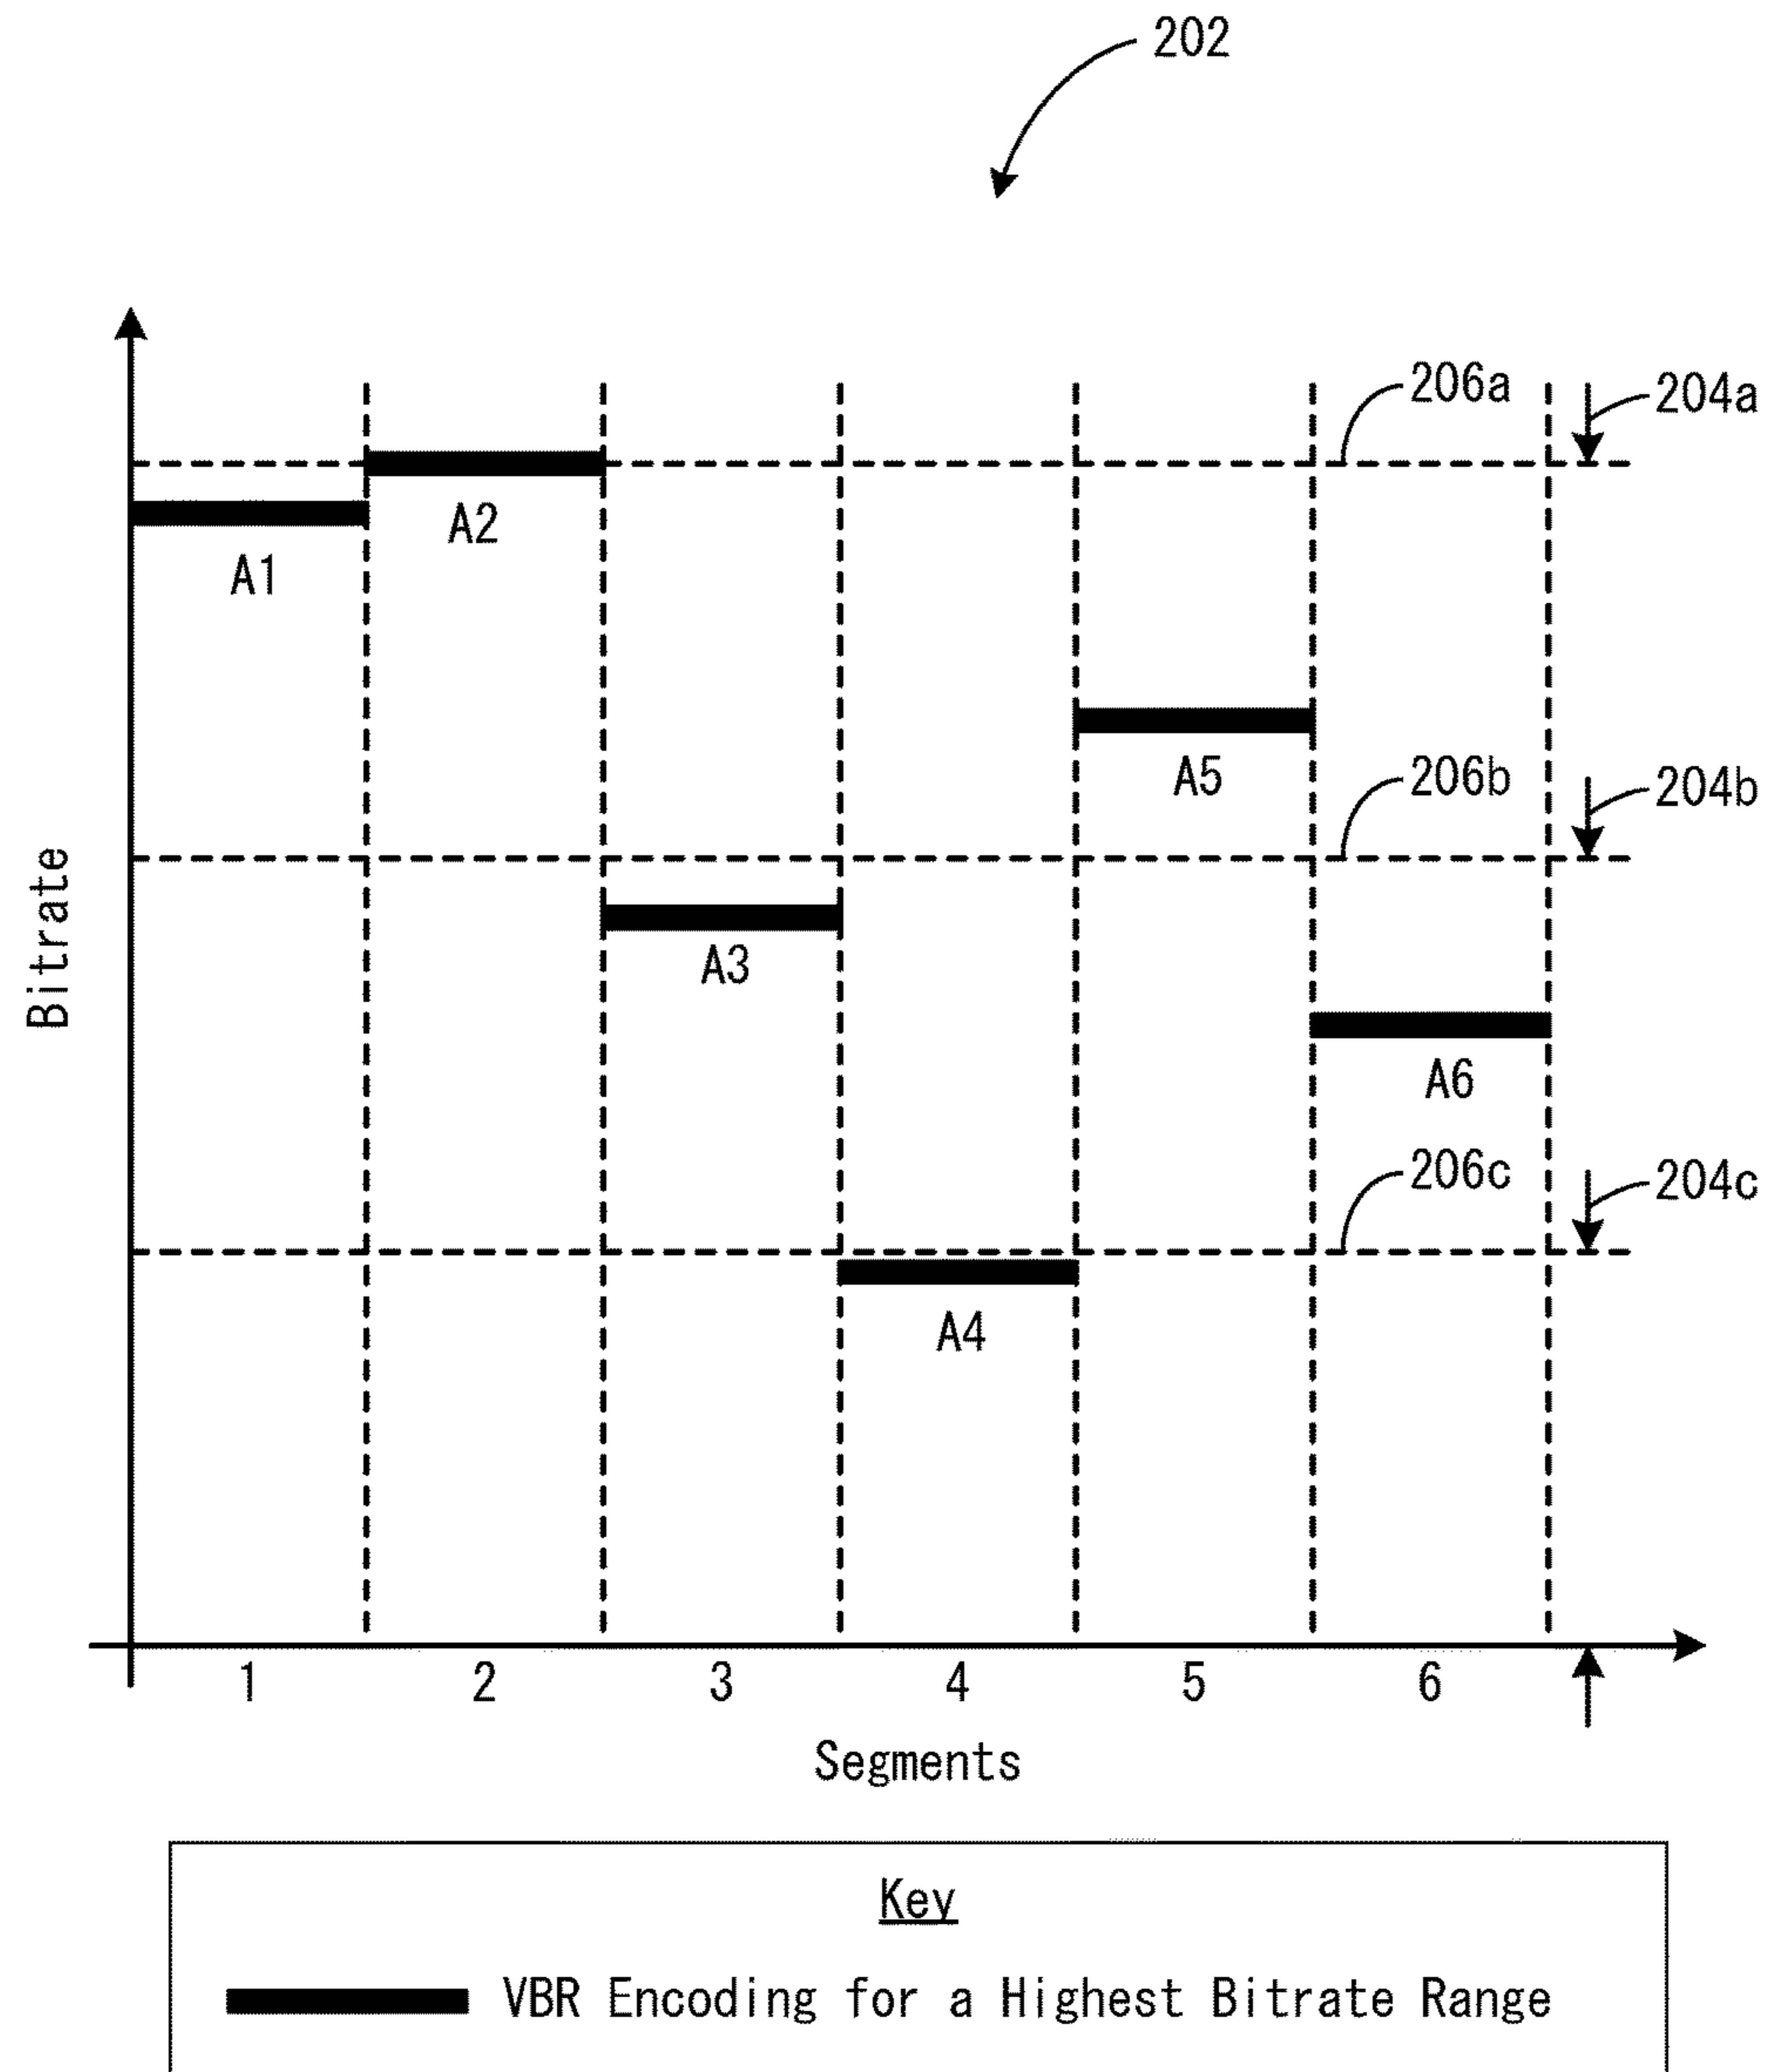 202
206a
204a
A2
A1
A5
206b
204b
Bitrate
A3
A6
206c
204c
A4
1 2 3 4 5 6
Segments
Key
VBR Encoding for a Highest Bitrate Range